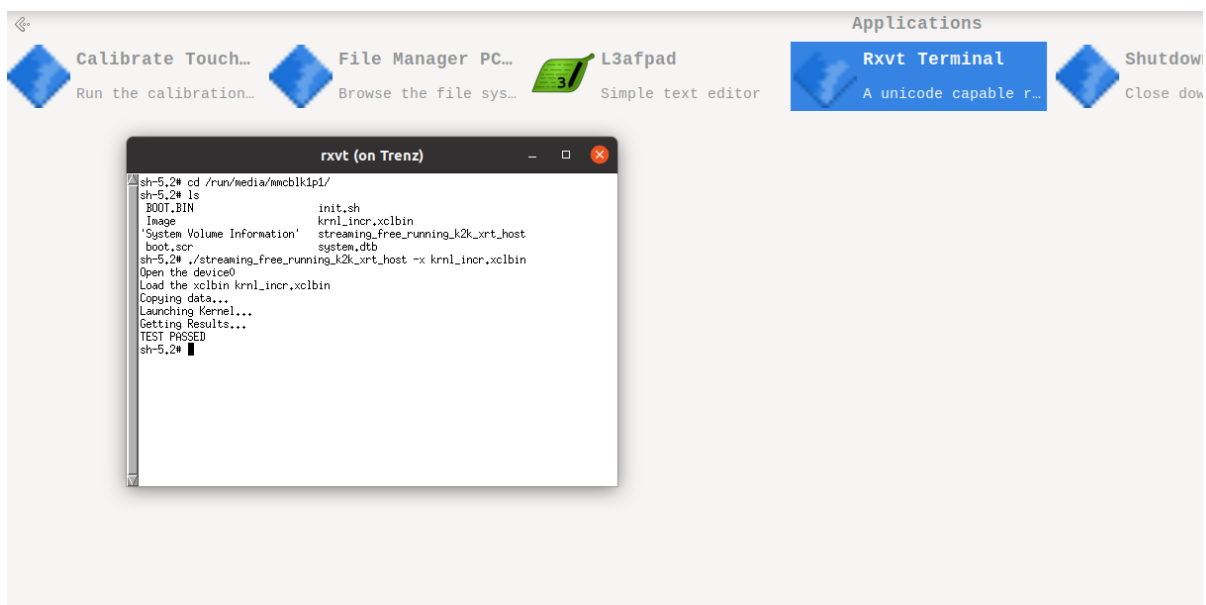 Applications
Calibrate Touch…
Run the calibration…
File Manager PC…
Browse the file sys…
L3afpad
Simple text editor
Rxvt Terminal
A unicode capable r…
Shutdow
Close dow
3
rxvt (on Trenz)
sh-5.2# cd /run/media/mmcblk1p1/
sh-5.2# ls
BOOT.BIN init.sh
Image krnl_incr.xclbin
'System Volume Information' streaming_free_running_k2k_xrt_host
boot.scr system.dtb
sh-5.2# ./streaming_free_running_k2k_xrt_host -x krnl_incr.xclbin
Open the device0
Load the xclbin krnl_incr.xclbin
Copying data...
Launching Kernel...
Getting Results...
TEST PASSED
sh-5.2#